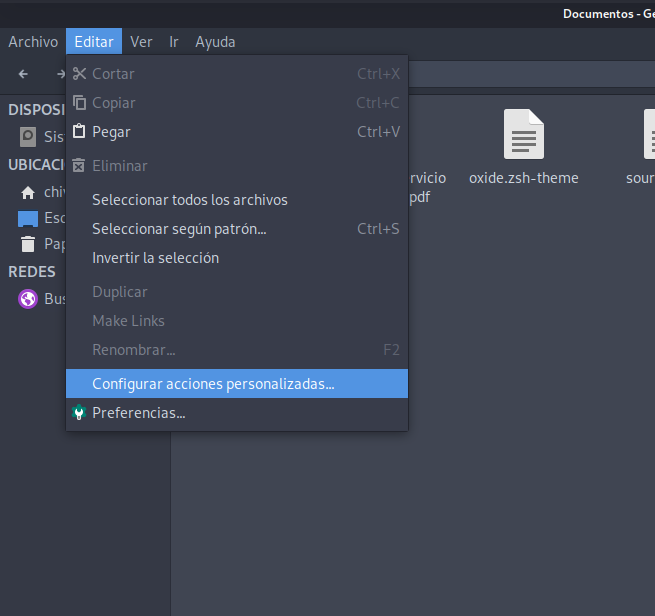 Documentos - Ge
Archivo Editar Ver Ir Ayuda
Cortar Ctrl+X
Copiar Ctrl+C
Pegar Ctrl+V
Eliminar
Seleccionar todos los archivos
Seleccionar según patrón... Ctrl+S
Invertir la selección
Duplicar
Make Links
Renombrar... F2
Configurar acciones personalizadas...
Preferencias...
DISPOSI
Sis
UBICACI
chiv
Esc
Pap
REDES
Bus
rvicio
pdf
oxide.zsh-theme
sour